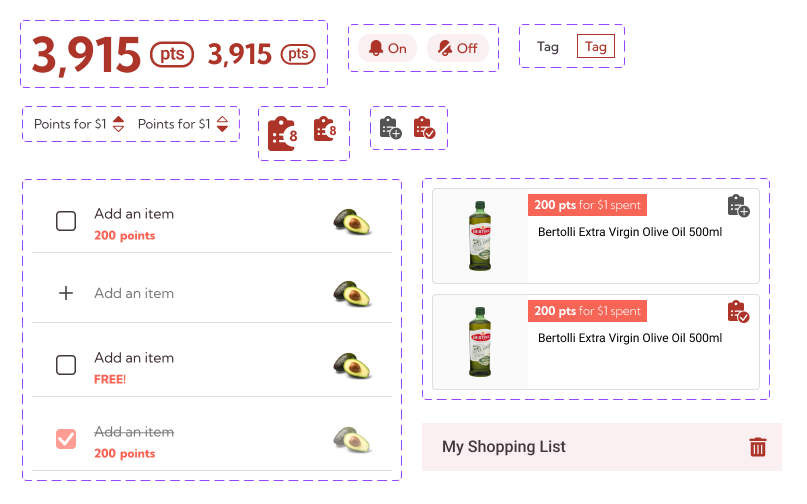 3,915 pts 3,915 pts
On Off
Tag Tag
Points for $1 Points for $1
8 8
Add an item
200 points
Add an item
Add an item
FREE!
Add an item
200 points
200 pts for $1 spent
BERTOLLI
Bertolli Extra Virgin Olive Oil 500ml
200 pts for $1 spent
BERTOLLI
Bertolli Extra Virgin Olive Oil 500ml
My Shopping List